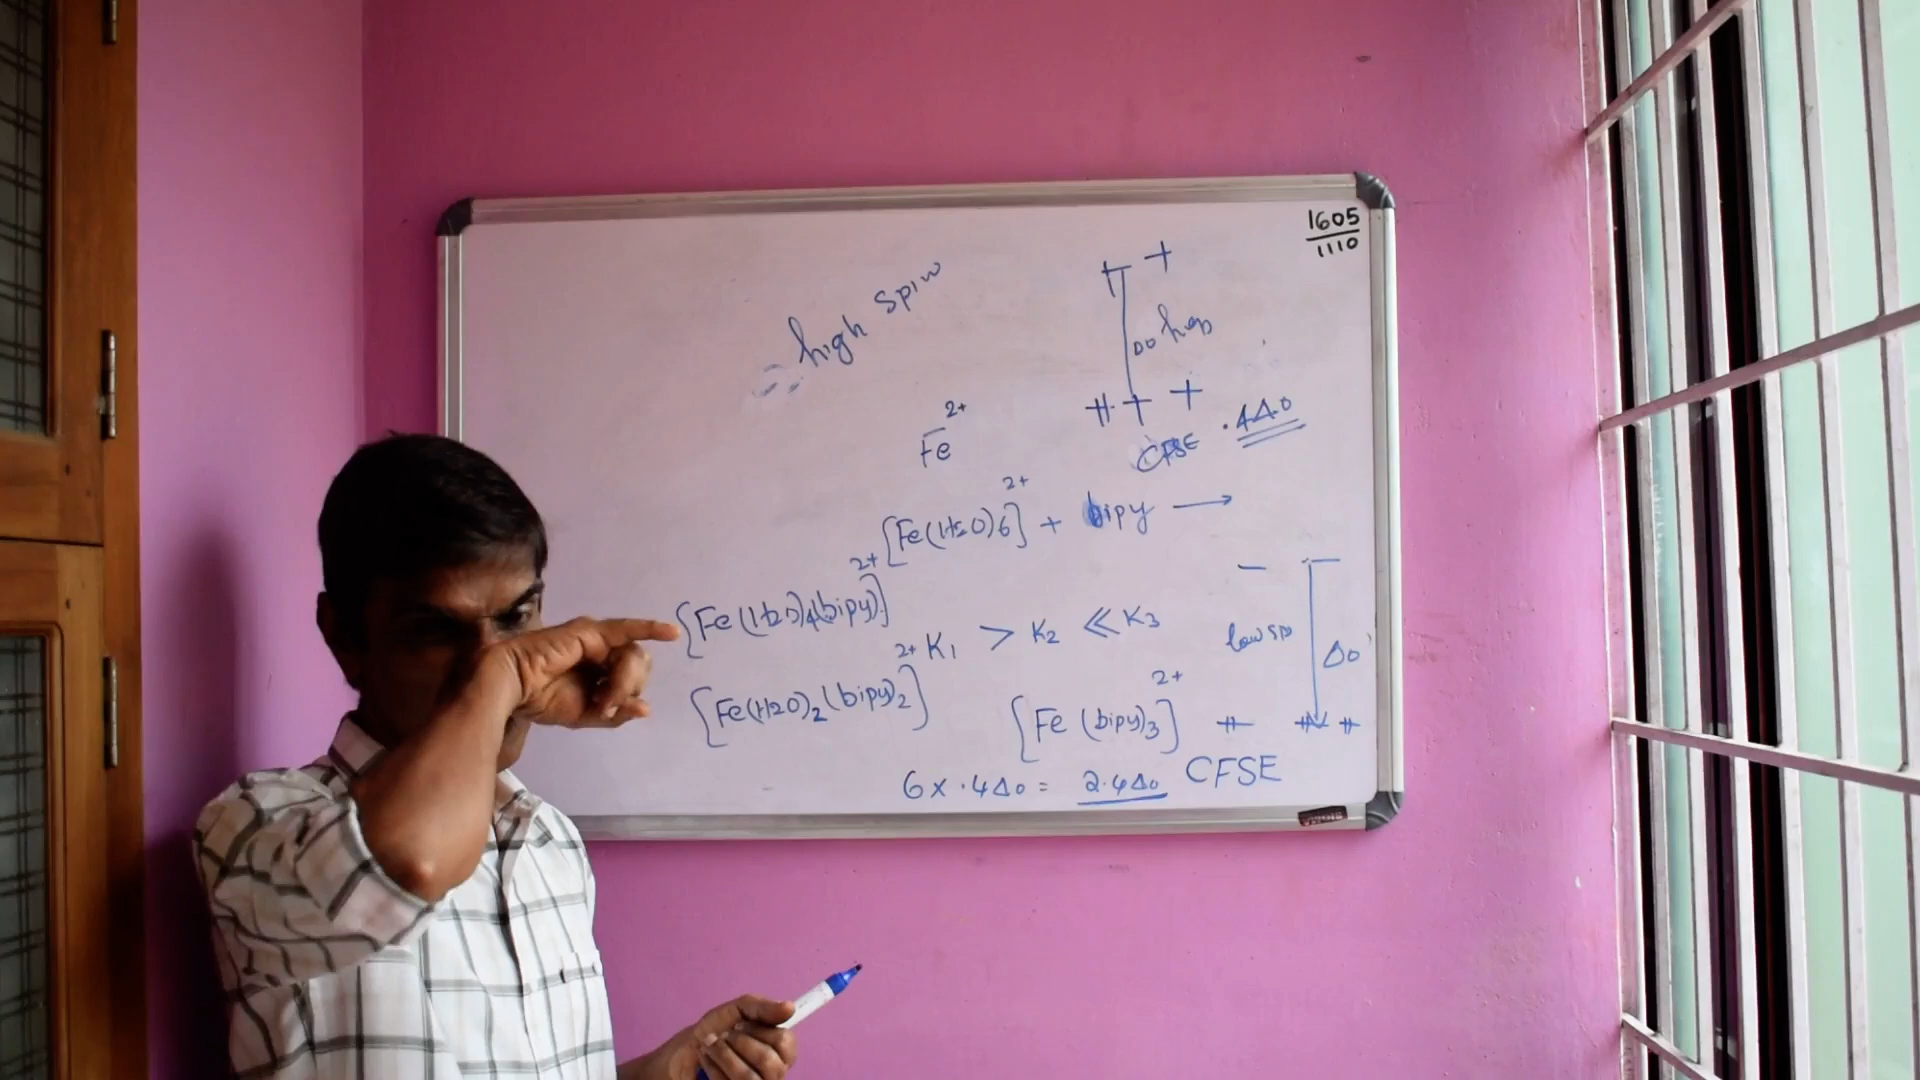 1605
1110
high spin
Δo H2O
Fe2+
CFSE .4Δo
[Fe(H2O)6]2+ + bipy →
[Fe(H2O)4(bipy)]2+
K1 > K2 << K3
low sp
Δo'
[Fe(H2O)2(bipy)2]2+
[Fe (bipy)3]2+
6 x .4Δo = 2.4Δo CFSE